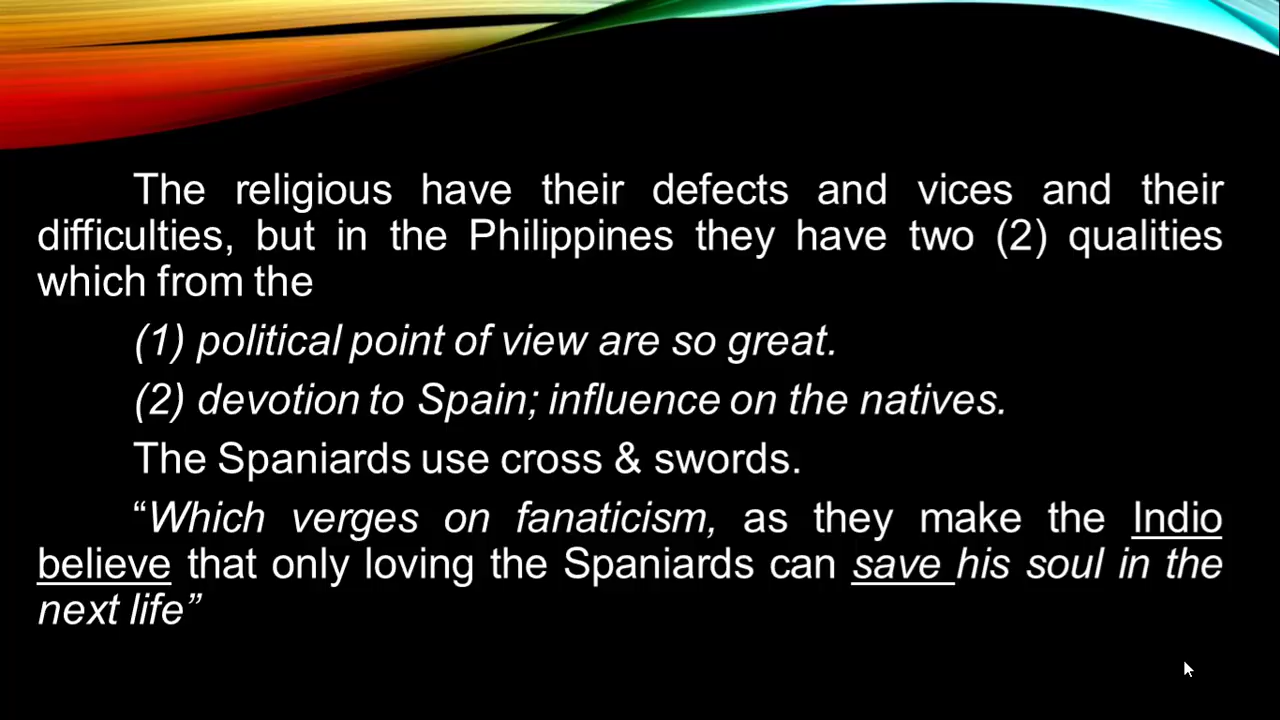 The religious have their defects and vices and their
difficulties, but in the Philippines they have two (2) qualities
which from the
(1) political point of view are so great.
(2) devotion to Spain; influence on the natives.
The Spaniards use cross & swords.
“Which verges on fanaticism, as they make the Indio
believe that only loving the Spaniards can save his soul in the
next life”